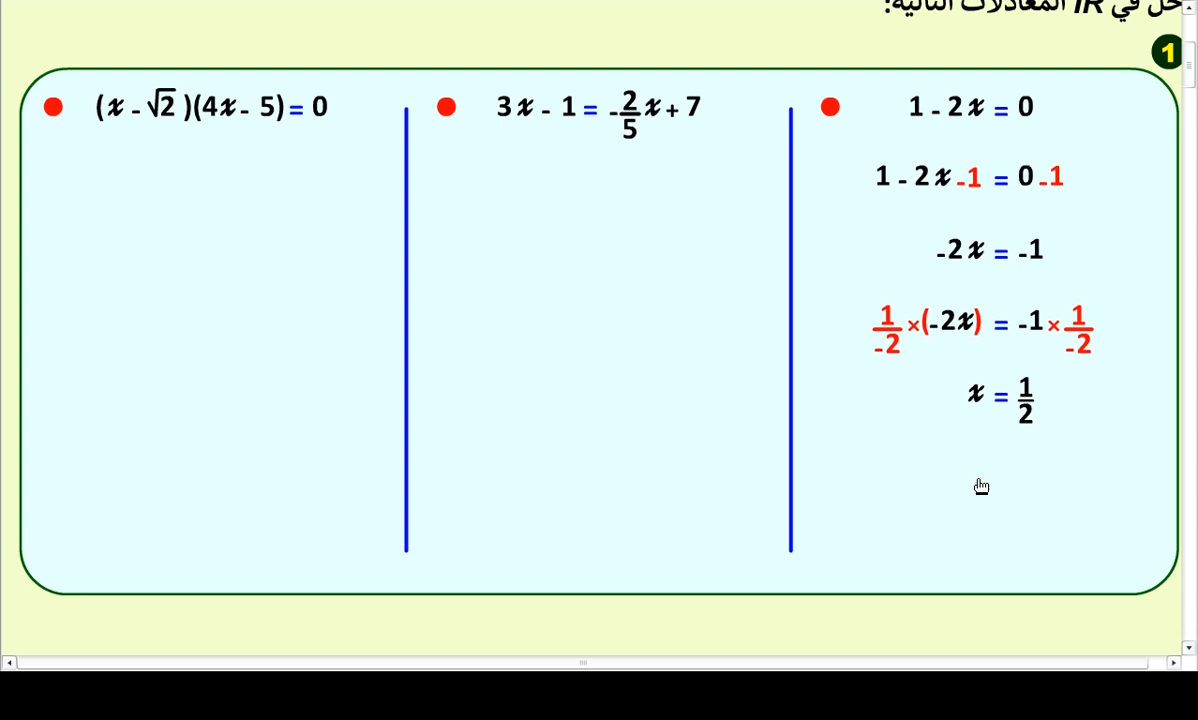 حل في IR المعادلات التالية:
1
1 - 2x = 0
1 - 2x -1 = 0 -1
-2x = -1
1/-2 ×(-2x) = -1 × 1/-2
x = 1/2
3x - 1 = -2/5 x + 7
(x - √2)(4x - 5) = 0